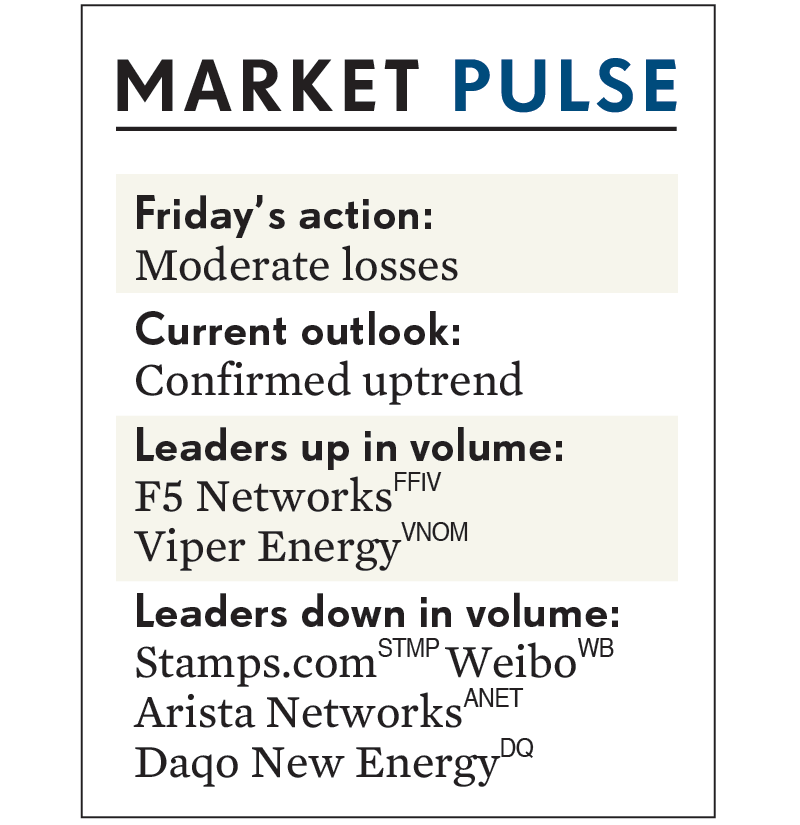 MARKET PULSE
Friday’s action:
Moderate losses
Current outlook:
Confirmed uptrend
Leaders up in volume:
F5 Networks FFIV
Viper Energy VNOM
Leaders down in volume:
Stamps.com STMP Weibo WB
Arista Networks ANET
Daqo New Energy DQ